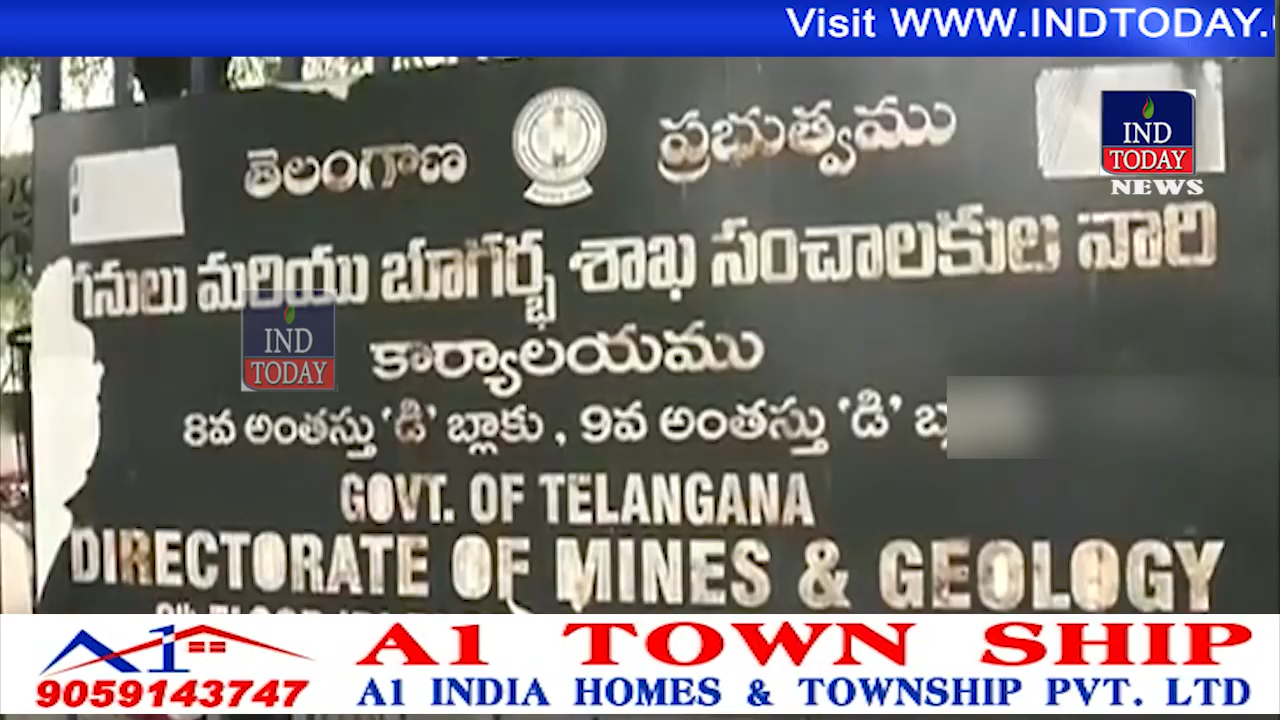 Visit WWW.INDTODAY.
తెలంగాణ ప్రభుత్వము
IND
TODAY
NEWS
గనులు మరియు బూగర్భ శాఖ సంచాలకుల వారి
IND
TODAY
కార్యాలయము
8వ అంతస్తు 'డి' బ్లాకు , 9వ అంతస్తు 'డి'
GOVT. OF TELANGANA
DIRECTORATE OF MINES & GEOLOGY
A1 TOWN SHIP
A1
9059143747
A1 INDIA HOMES & TOWNSHIP PVT. LTD